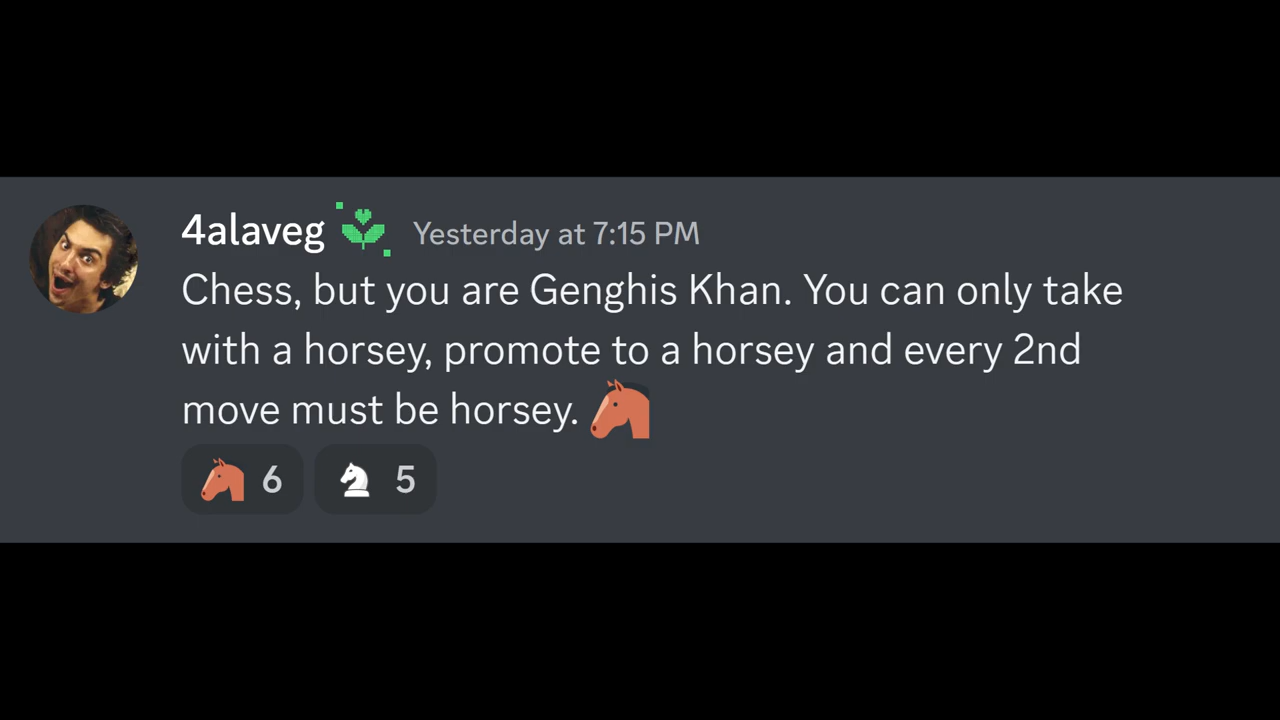 4alaveg Yesterday at 7:15 PM
Chess, but you are Genghis Khan. You can only take
with a horsey, promote to a horsey and every 2nd
move must be horsey. 🐴
6 5